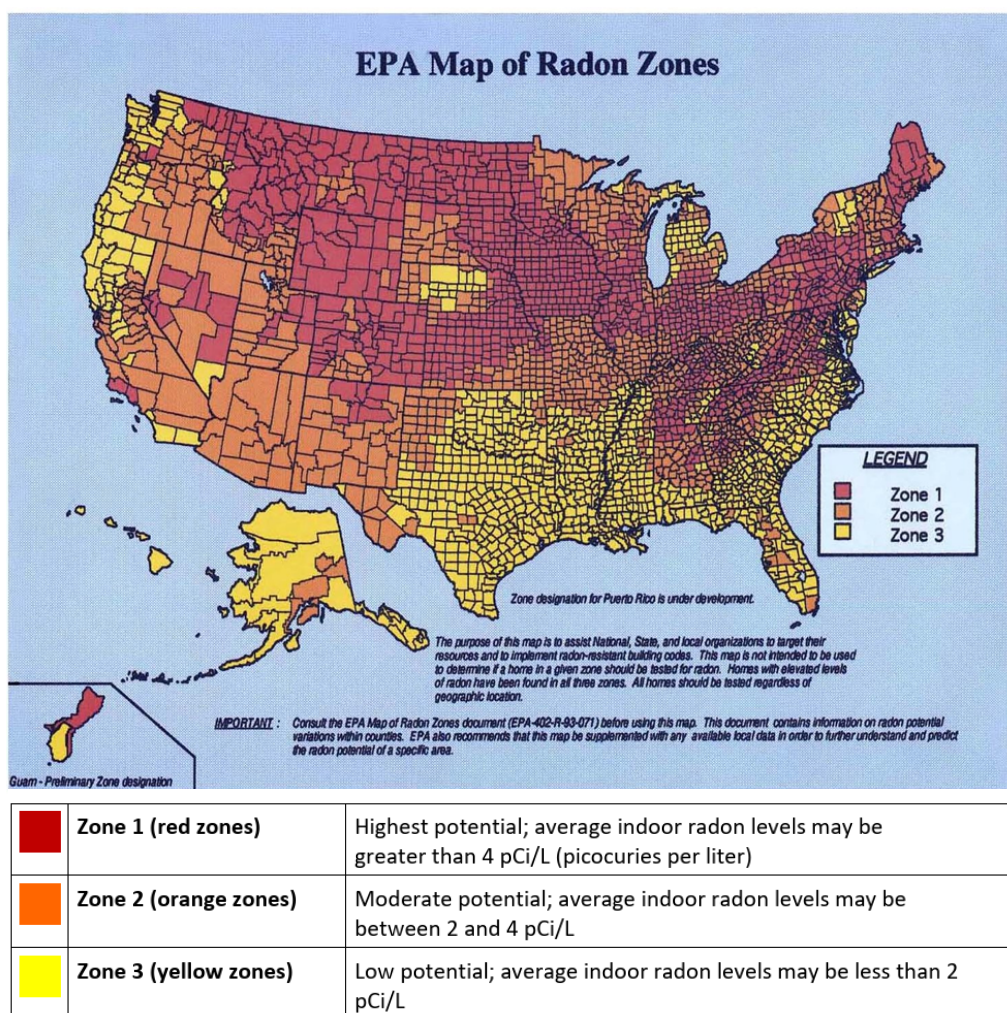 EPA Map of Radon Zones
LEGEND
Zone 1
Zone 2
Zone 3
Zone designation for Puerto Rico is under development.
The purpose of this map is to assist National, State, and local organizations to target their
resources and to implement radon-resistant building codes. This map is not intended to be used
to determine if a home in a given zone should be tested for radon. Homes with elevated levels
of radon have been found in all three zones. All homes should be tested regardless of
geographic location.
IMPORTANT : Consult the EPA Map of Radon Zones document (EPA-402-R-93-071) before using this map. This document contains information on radon potential
variations within counties. EPA also recommends that this map be supplemented with any available local data in order to further understand and predict
the radon potential of a specific area.
Guam - Preliminary Zone designation
Zone 1 (red zones) Highest potential; average indoor radon levels may be
greater than 4 pCi/L (picocuries per liter)
Zone 2 (orange zones) Moderate potential; average indoor radon levels may be
between 2 and 4 pCi/L
Zone 3 (yellow zones) Low potential; average indoor radon levels may be less than 2
pCi/L